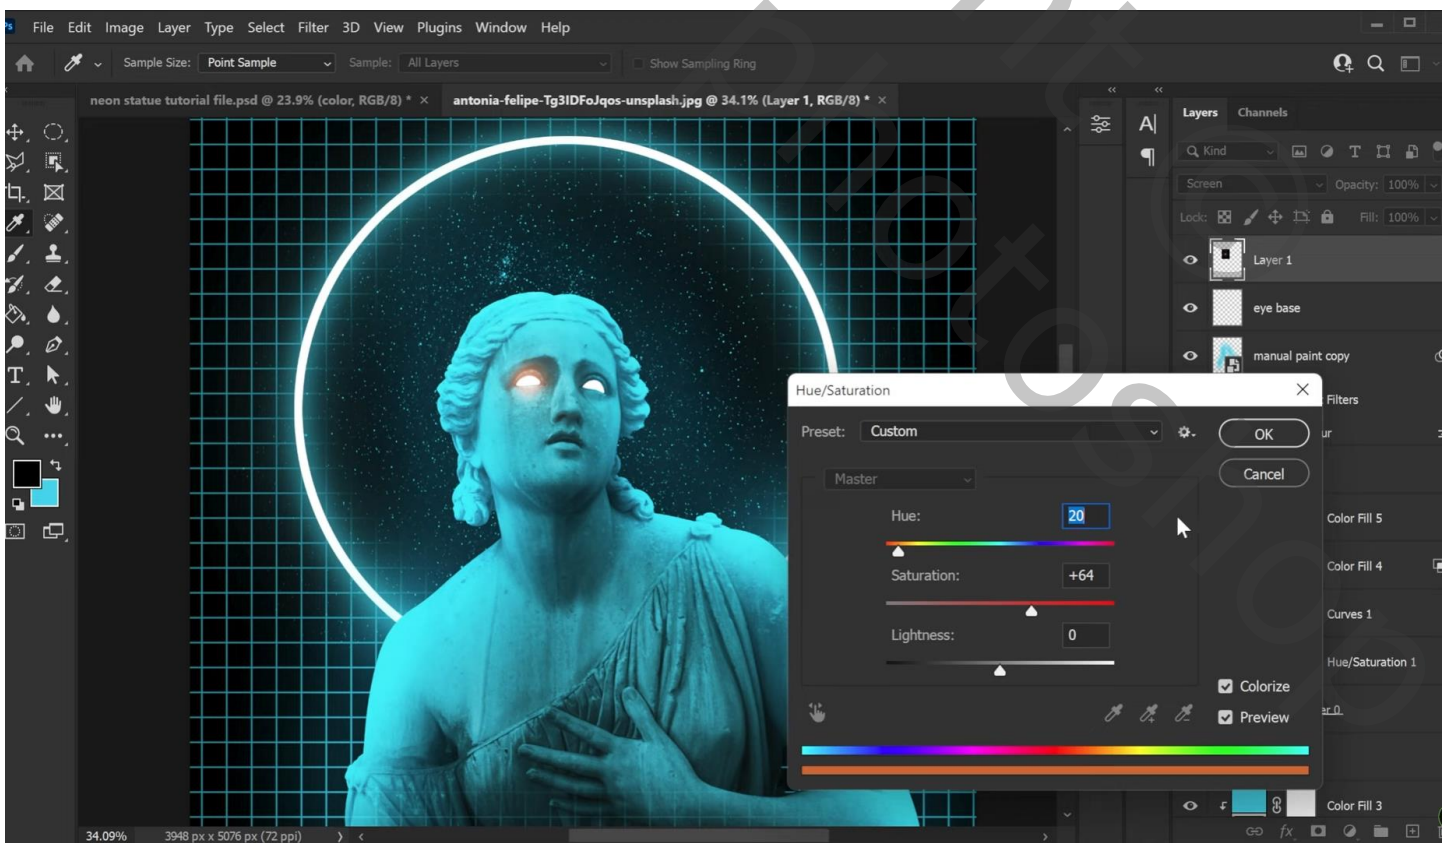 Ps File Edit Image Layer Type Select Filter 3D View Plugins Window Help
Sample Size: Point Sample Sample: All Layers Show Sampling Ring
neon statue tutorial file.psd @ 23.9% (color, RGB/8) * × antonia-felipe-Tg3IDFoJqos-unsplash.jpg @ 34.1% (Layer 1, RGB/8) * ×
Layers Channels
Kind
Screen Opacity: 100%
Lock: Fill: 100%
Layer 1
eye base
manual paint copy
Filters
Hue/Saturation
Preset: Custom
OK
Cancel
Master
Hue: 20
Saturation: +64
Lightness: 0
Colorize
Preview
Color Fill 5
Color Fill 4
Curves 1
Hue/Saturation 1
Color Fill 3
fx
34.09% 3948 px x 5076 px (72 ppi)
photoshop